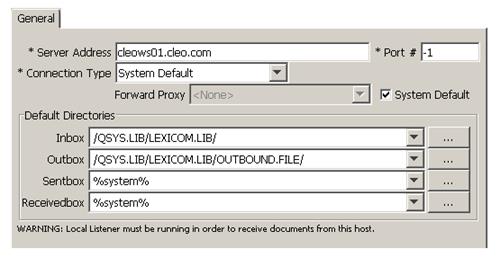 General
* Server Address cleows01.cleo.com * Port # -1
* Connection Type System Default
Forward Proxy <None> System Default
Default Directories
Inbox /QSYS.LIB/LEXICOM.LIB/ ...
Outbox /QSYS.LIB/LEXICOM.LIB/OUTBOUND.FILE/ ...
Sentbox %system% ...
Receivedbox %system% ...
WARNING: Local Listener must be running in order to receive documents from this host.